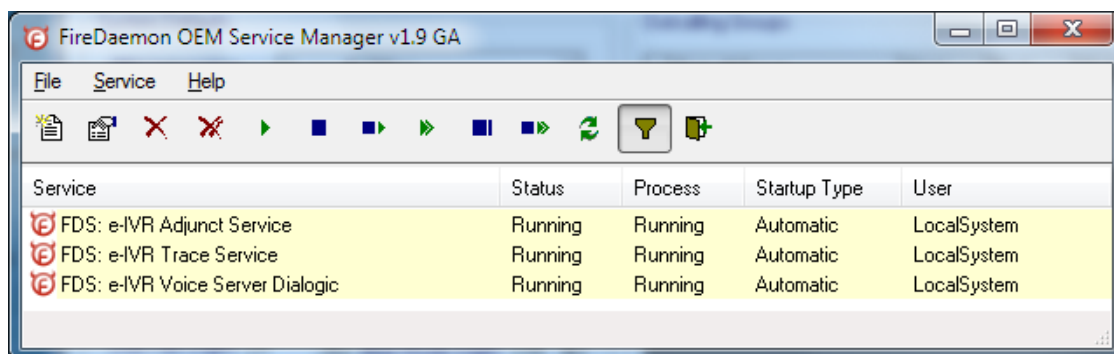 FireDaemon OEM Service Manager v1.9 GA
File Service Help
Service Status Process Startup Type User
FDS: e-IVR Adjunct Service Running Running Automatic LocalSystem
FDS: e-IVR Trace Service Running Running Automatic LocalSystem
FDS: e-IVR Voice Server Dialogic Running Running Automatic LocalSystem